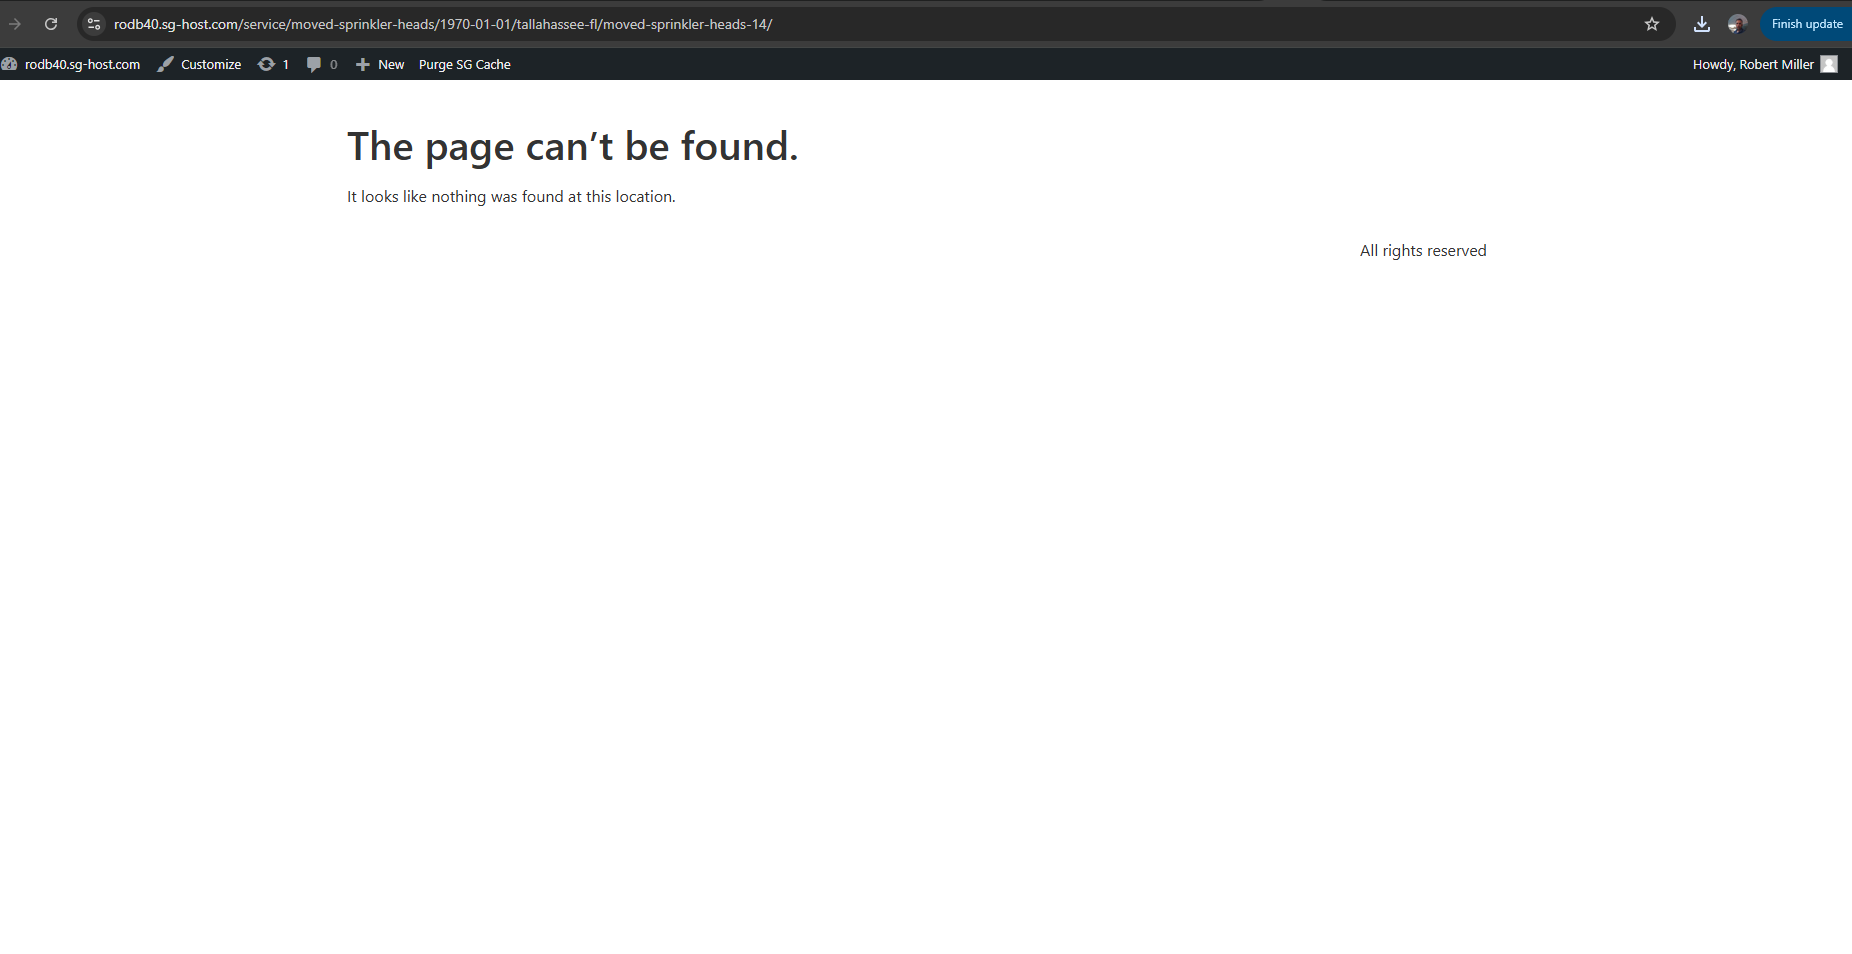 rodb40.sg-host.com/service/moved-sprinkler-heads/1970-01-01/tallahassee-fl/moved-sprinkler-heads-14/
Finish update
rodb40.sg-host.com Customize 1 0 New Purge SG Cache Howdy, Robert Miller
The page can’t be found.
It looks like nothing was found at this location.
All rights reserved